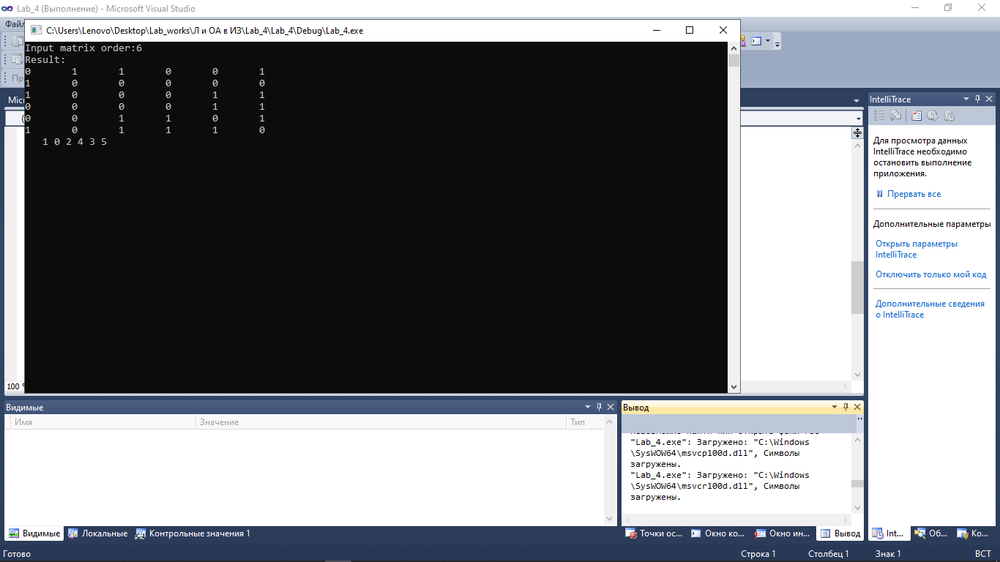 Lab_4 (Выполнение) - Microsoft Visual Studio
C:\Users\Lenovo\Desktop\Lab_works\Л и ОА в ИЗ\Lab_4\Lab_4\Debug\Lab_4.exe
Input matrix order:6
Result:
0 1 1 0 0 1
1 0 0 0 0 0
1 0 0 0 1 1
0 0 0 0 1 1
0 0 1 1 0 1
1 0 1 1 1 0
1 0 2 4 3 5
100
IntelliTrace
Для просмотра данных
IntelliTrace необходимо
остановить выполнение
приложения.
Прервать все
Дополнительные параметры
Открыть параметры
IntelliTrace
Отключить только мой код
Дополнительные сведения
о IntelliTrace
Видимые
Имя Значение Тип
Видимые Локальные Контрольные значения 1
Вывод
"Lab_4.exe": Загружено: "C:\Windows
\SysWOW64\msvcp100d.dll", Символы
загружены.
"Lab_4.exe": Загружено: "C:\Windows
\SysWOW64\msvcr100d.dll", Символы
загружены.
Точки ос... Окно ко... Окно ин... Вывод
Int... Об... Ко...
Готово Строка 1 Столбец 1 Знак 1 ВСТ